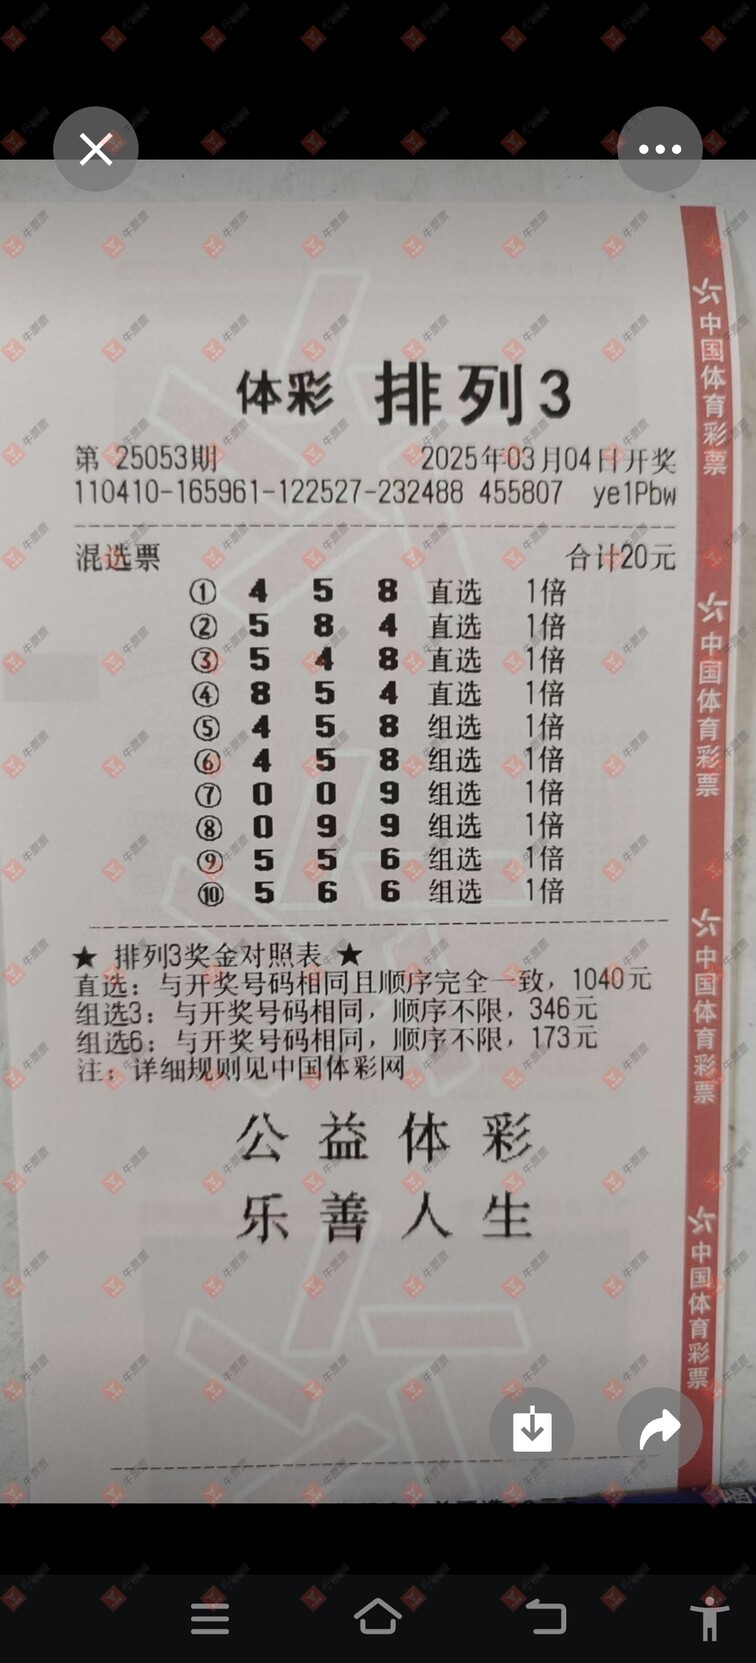 体彩 排列3
第 25053期 2025年03月04日开奖
110410-165961-122527-232488 455807 ye1Pbw
混选票 合计20元
① 4 5 8 直选 1倍
② 5 8 4 直选 1倍
③ 5 4 8 直选 1倍
④ 8 5 4 直选 1倍
⑤ 4 5 8 组选 1倍
⑥ 4 5 8 组选 1倍
⑦ 0 0 9 组选 1倍
⑧ 0 9 9 组选 1倍
⑨ 5 5 6 组选 1倍
⑩ 5 6 6 组选 1倍
★ 排列3奖金对照表 ★
直选：与开奖号码相同且顺序完全一致，1040元
组选3：与开奖号码相同，顺序不限，346元
组选6：与开奖号码相同，顺序不限，173元
注：详细规则见中国体彩网
公益体彩
乐善人生
中国体育彩票
中国体育彩票
中国体育彩票
中国体育彩票
牛票票